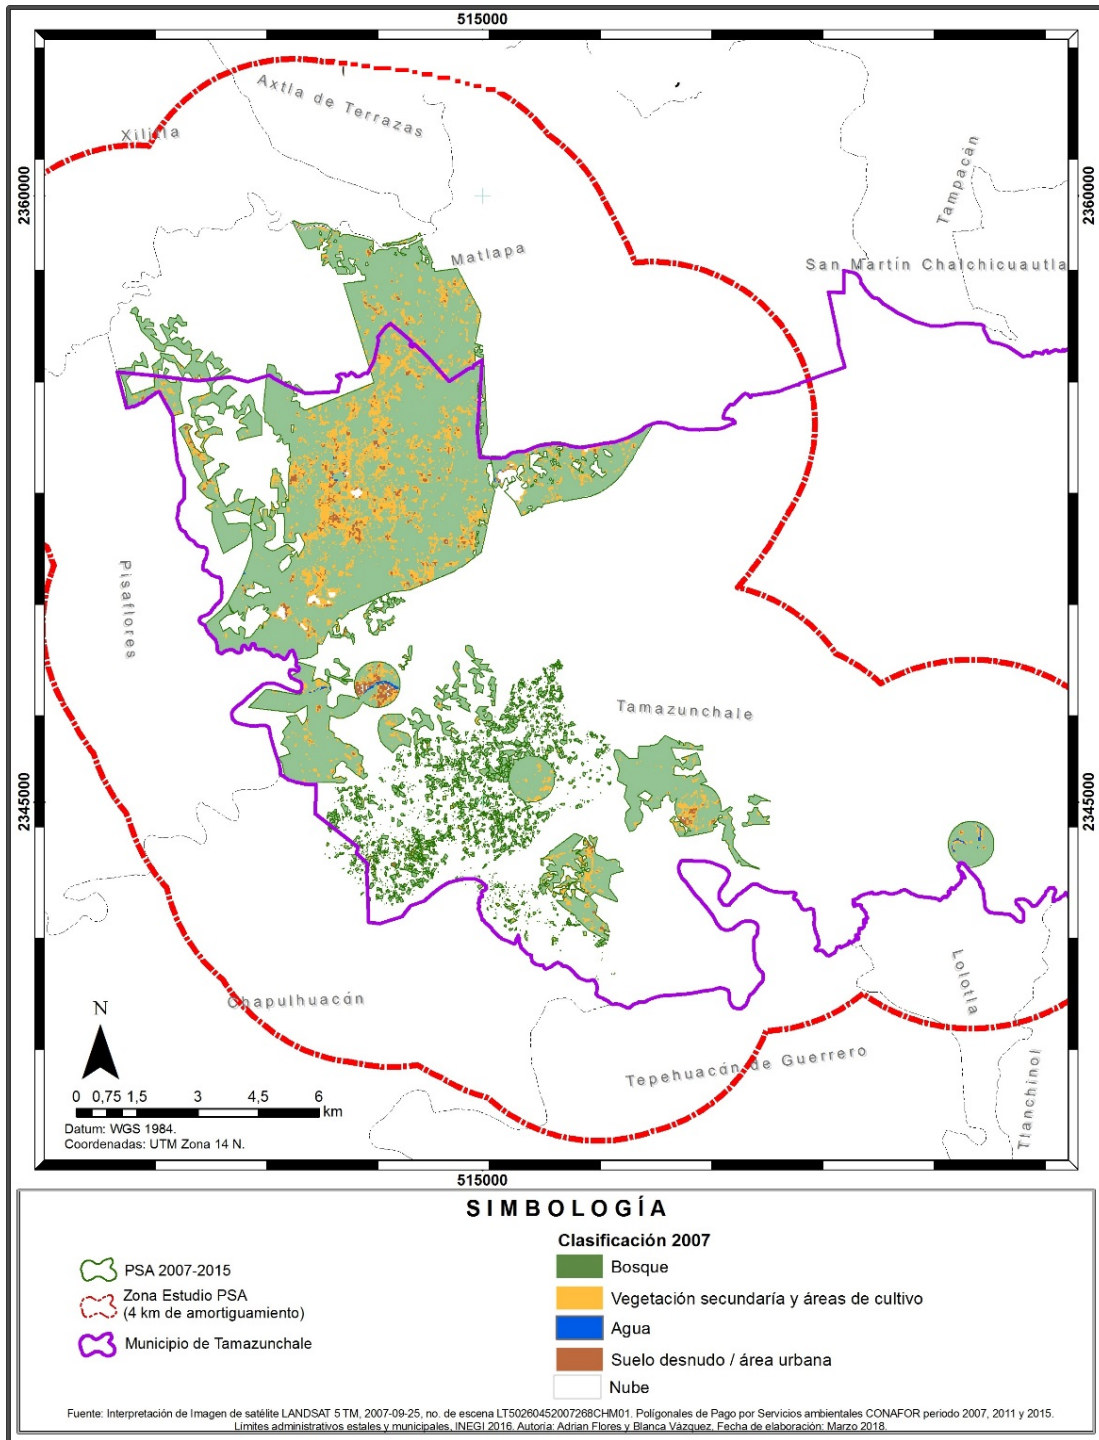 515000
Axtla de Terrazas
Xilitla
Tampacán
2360000
2360000
Matlapa
San Martín Chalchicuautla
Pisaflores
Tamazunchale
2345000
2345000
Lolotla
Chapulhuacán
Tepehuacán de Guerrero
Tlanchinol
N
0 0,75 1,5 3 4,5 6
km
Datum: WGS 1984.
Coordenadas: UTM Zona 14 N.
515000
SIMBOLOGÍA
PSA 2007-2015
Zona Estudio PSA
(4 km de amortiguamiento)
Municipio de Tamazunchale
Clasificación 2007
Bosque
Vegetación secundaría y áreas de cultivo
Agua
Suelo desnudo / área urbana
Nube
Fuente: Interpretación de Imagen de satélite LANDSAT 5 TM, 2007-09-25, no. de escena LT50260452007268CHM01. Polígonales de Pago por Servicios ambientales CONAFOR periodo 2007, 2011 y 2015.
Límites administrativos estales y municipales, INEGI 2016. Autoría: Adrian Flores y Blanca Vázquez, Fecha de elaboración: Marzo 2018.